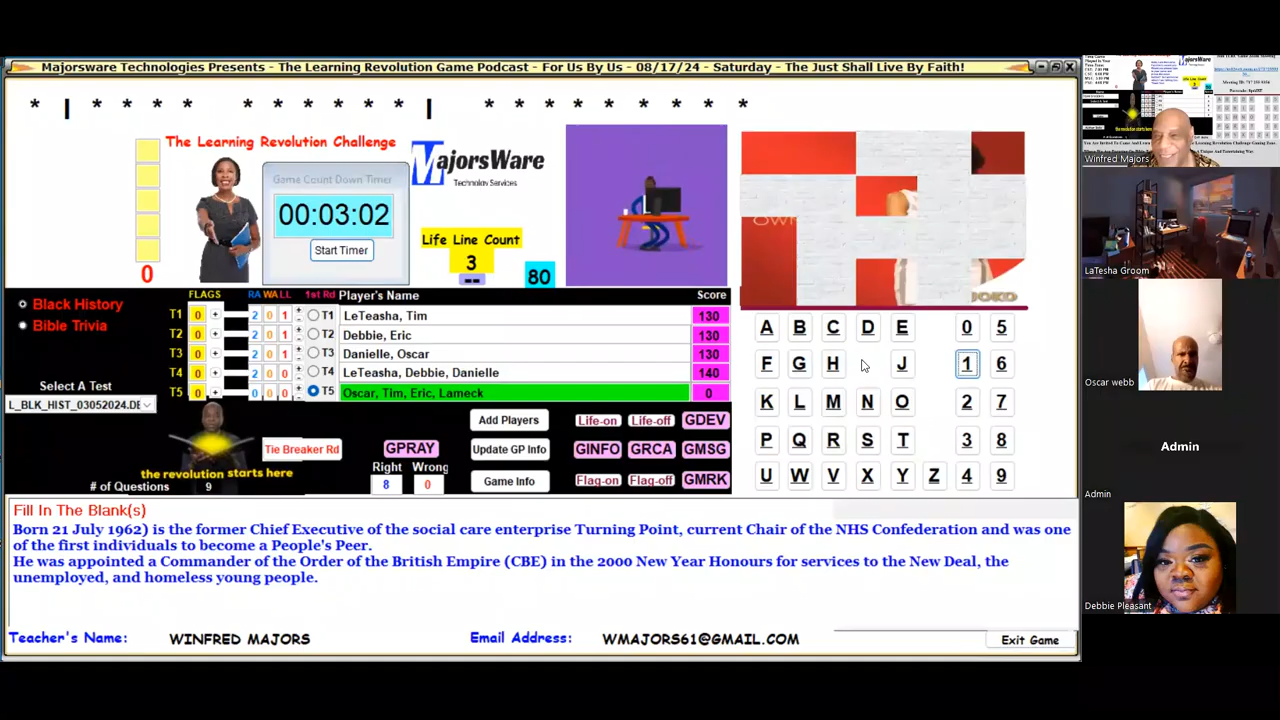 Majorsware Technologies Presents - The Learning Revolution Game Podcast - For Us By Us - 08/17/24 - Saturday - The Just Shall Live By Faith!
* | * * * * * * * * * * * | * * * * * * * * * *
The Learning Revolution Challenge
Game Count Down Timer
00:03:02
Start Timer
0
MajorsWare
Technology Services
Life Line Count
3
--
80
OWN
Black History
Bible Trivia
FLAGS RA WA LL 1st Rd Player's Name Score
T1 0 + 2 0 1 T1 LeTeasha, Tim 130
T2 0 + 2 0 1 T2 Debbie, Eric 130
T3 0 + 2 0 1 T3 Danielle, Oscar 130
T4 0 + 2 0 0 T4 LeTeasha, Debbie, Danielle 140
T5 0 + 0 0 0 T5 Oscar, Tim, Eric, Lameck 0
Select A Test
L_BLK_HIST_03052024.DE
the revolution starts here
# of Questions 9
Tie Breaker Rd
GPRAY
Right Wrong
8 0
Add Players Life-on Life-off GDEV
Update GP Info GINFO GRCA GMSG
Game Info Flag-on Flag-off GMRK
A B C D E 0 5
F G H J 1 6
K L M N O 2 7
P Q R S T 3 8
U W V X Y Z 4 9
Fill In The Blank(s)
Born 21 July 1962) is the former Chief Executive of the social care enterprise Turning Point, current Chair of the NHS Confederation and was one
of the first individuals to become a People's Peer.
He was appointed a Commander of the Order of the British Empire (CBE) in the 2000 New Year Honours for services to the New Deal, the
unemployed, and homeless young people.
Teacher's Name: WINFRED MAJORS Email Address: WMAJORS61@GMAIL.COM Exit Game
Winfred Majors
LaTesha Groom
Oscar webb
Admin
Admin
Debbie Pleasant